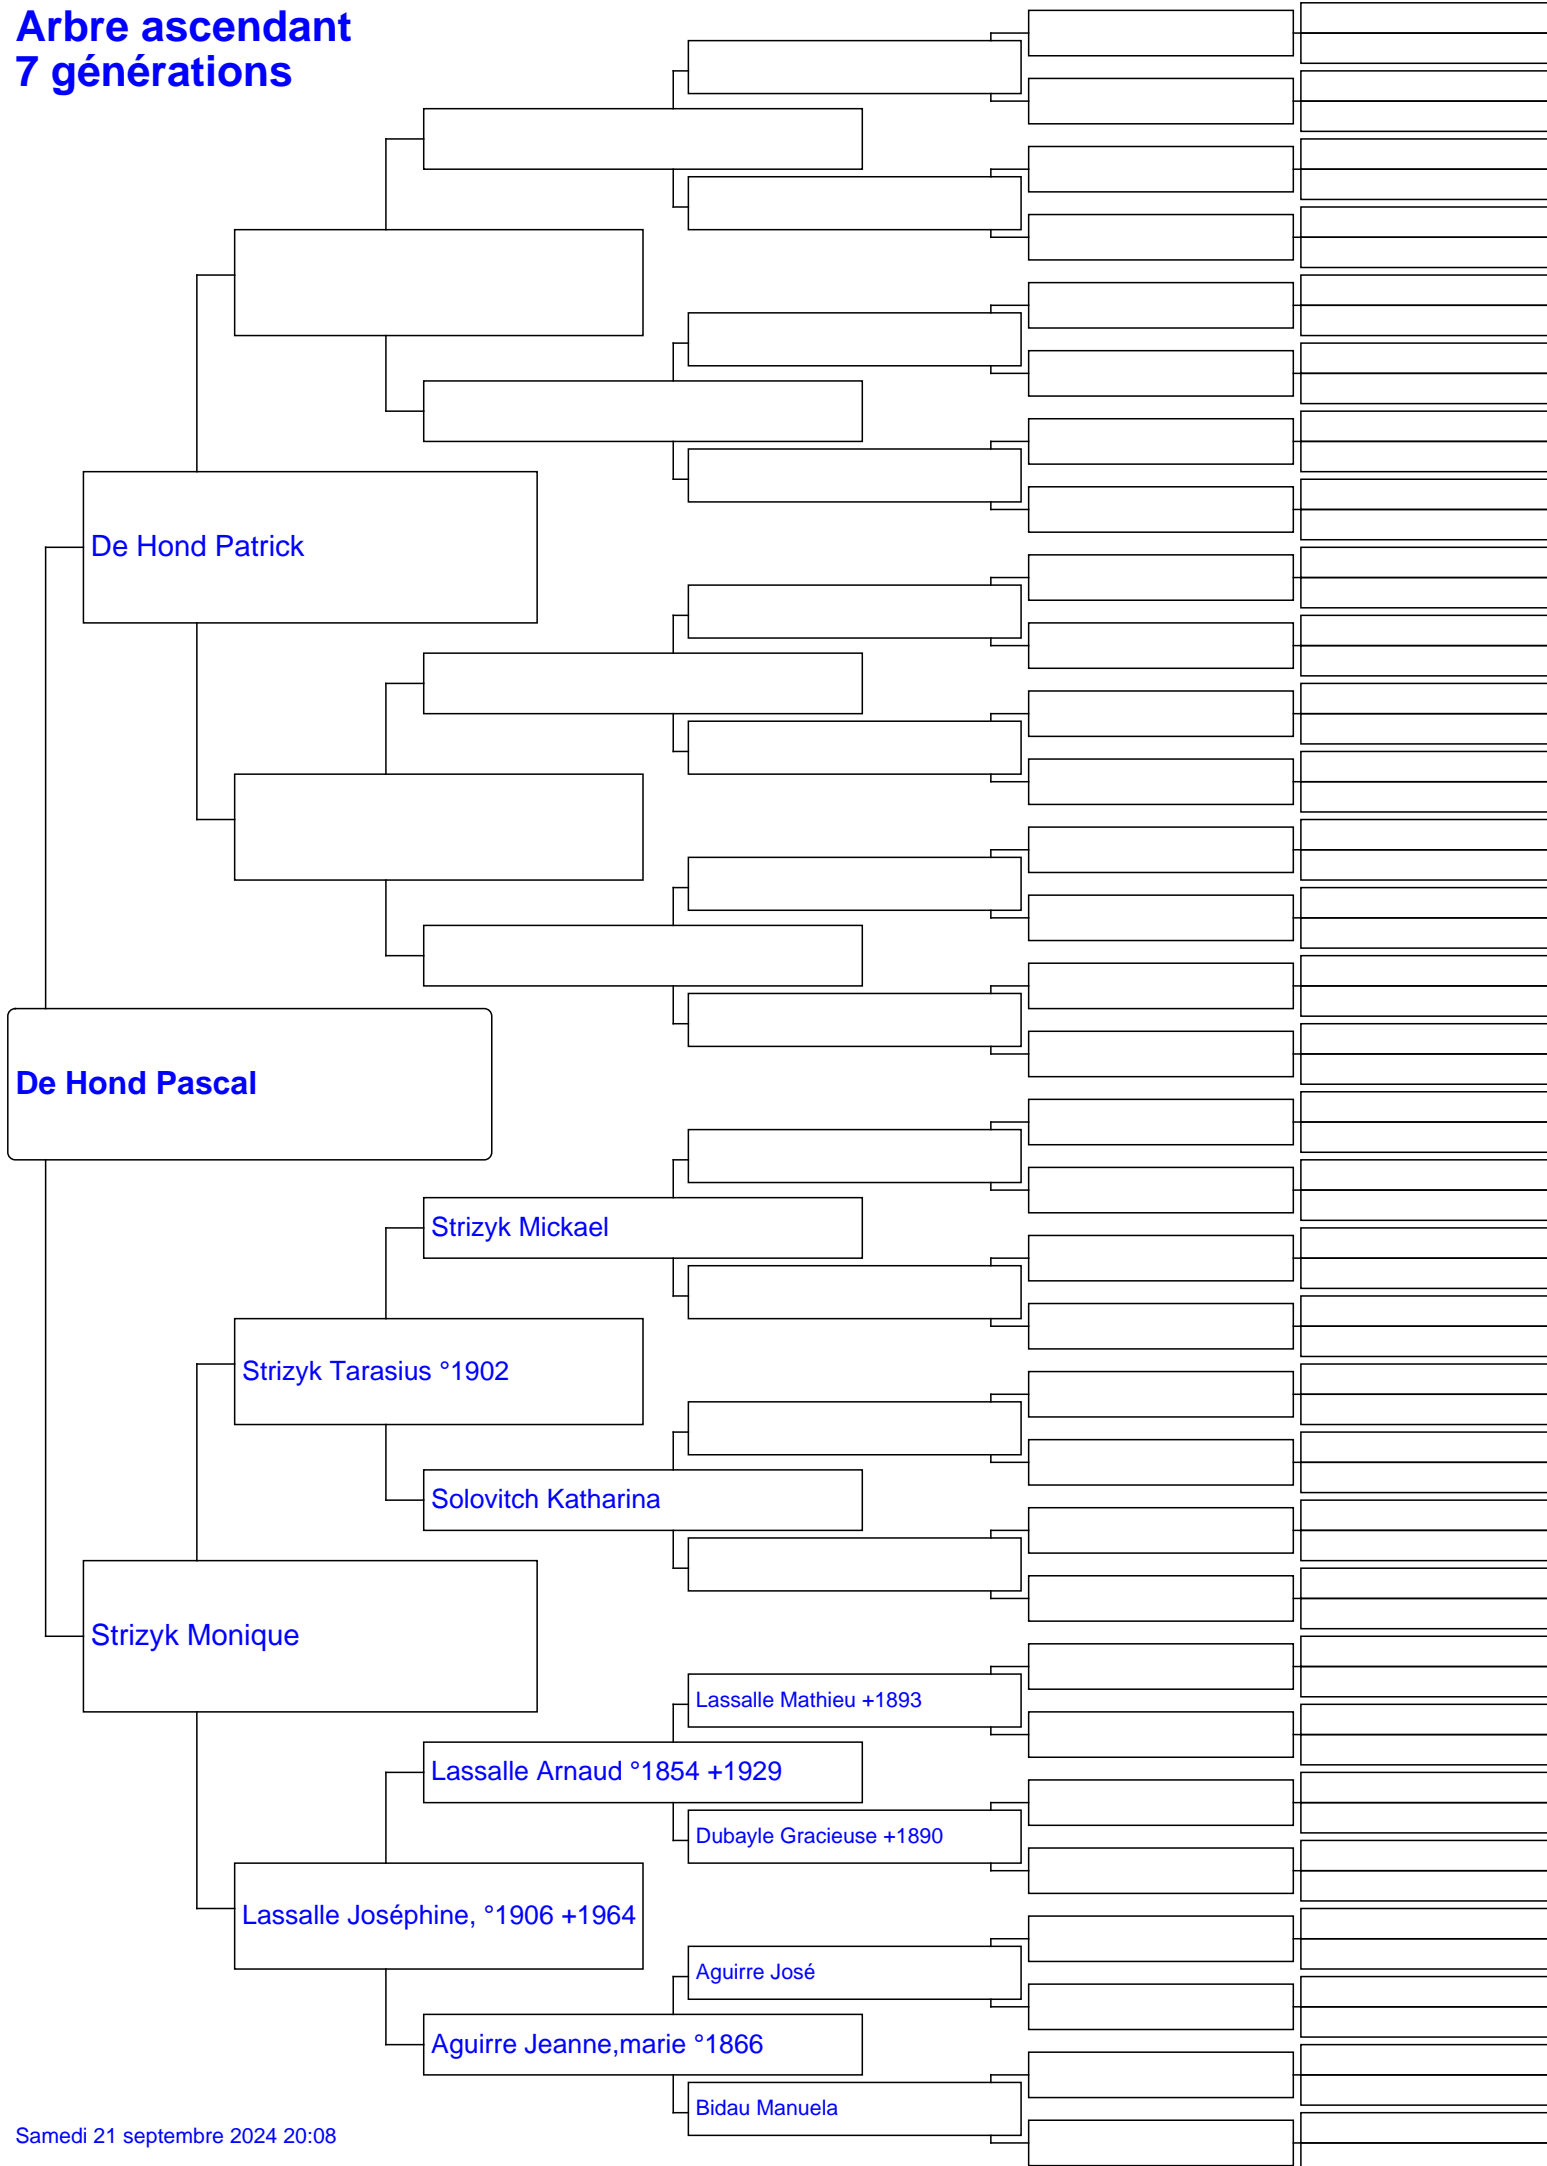 Arbre ascendant
7 générations
De Hond Patrick
De Hond Pascal
Strizyk Mickael
Strizyk Tarasius °1902
Solovitch Katharina
Strizyk Monique
Lassalle Mathieu +1893
Lassalle Arnaud °1854 +1929
Dubayle Gracieuse +1890
Lassalle Joséphine, °1906 +1964
Aguirre José
Aguirre Jeanne,marie °1866
Bidau Manuela
Samedi 21 septembre 2024 20:08